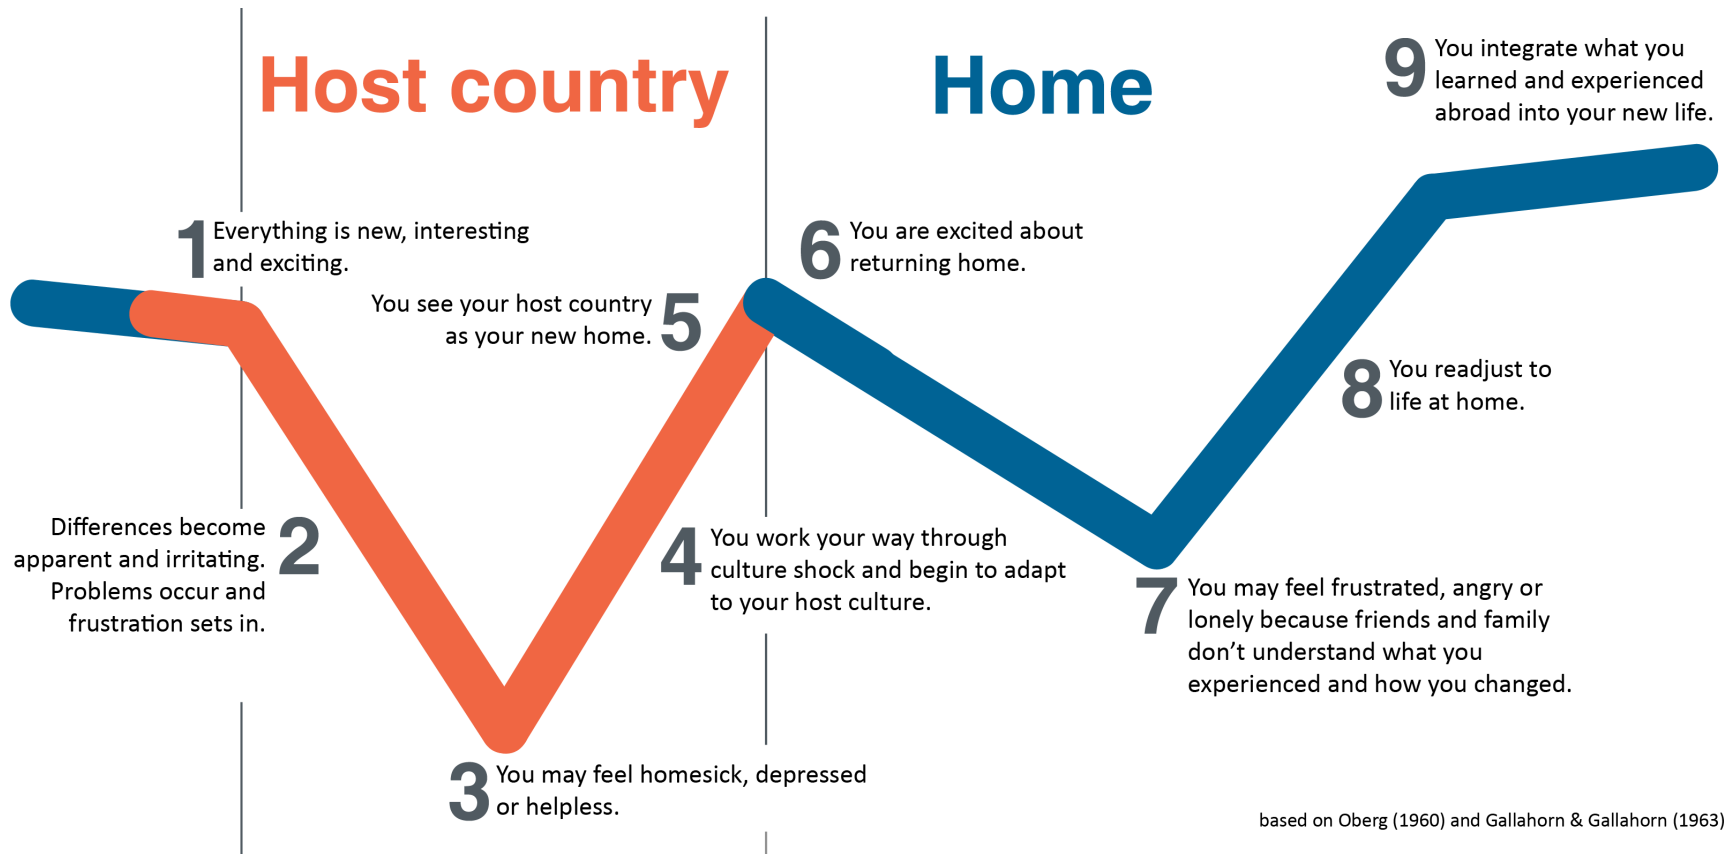 Host country
Home
1
Everything is new, interesting
and exciting.
2
Differences become
apparent and irritating.
Problems occur and
frustration sets in.
3
You may feel homesick, depressed
or helpless.
4
You work your way through
culture shock and begin to adapt
to your host culture.
5
You see your host country
as your new home.
6
You are excited about
returning home.
7
You may feel frustrated, angry or
lonely because friends and family
don’t understand what you
experienced and how you changed.
8
You readjust to
life at home.
9
You integrate what you
learned and experienced
abroad into your new life.
based on Oberg (1960) and Gallahorn & Gallahorn (1963)